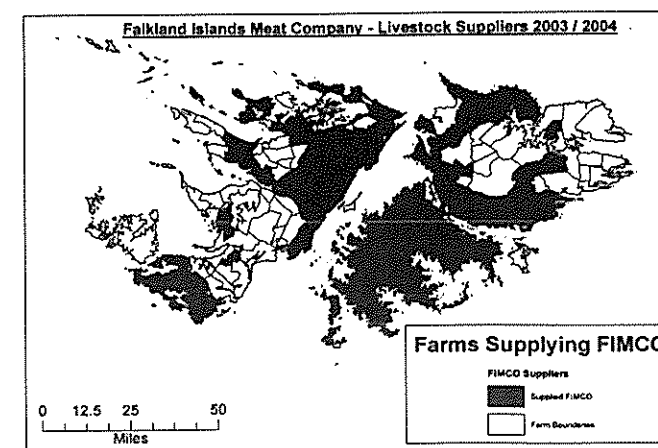 Falkland Islands Meat Company - Livestock Suppliers 2003 / 2004
Farms Supplying FIMCO
FIMCO Suppliers
Supplied FIMCO
Farm Boundaries
0 12.5 25 50
Miles